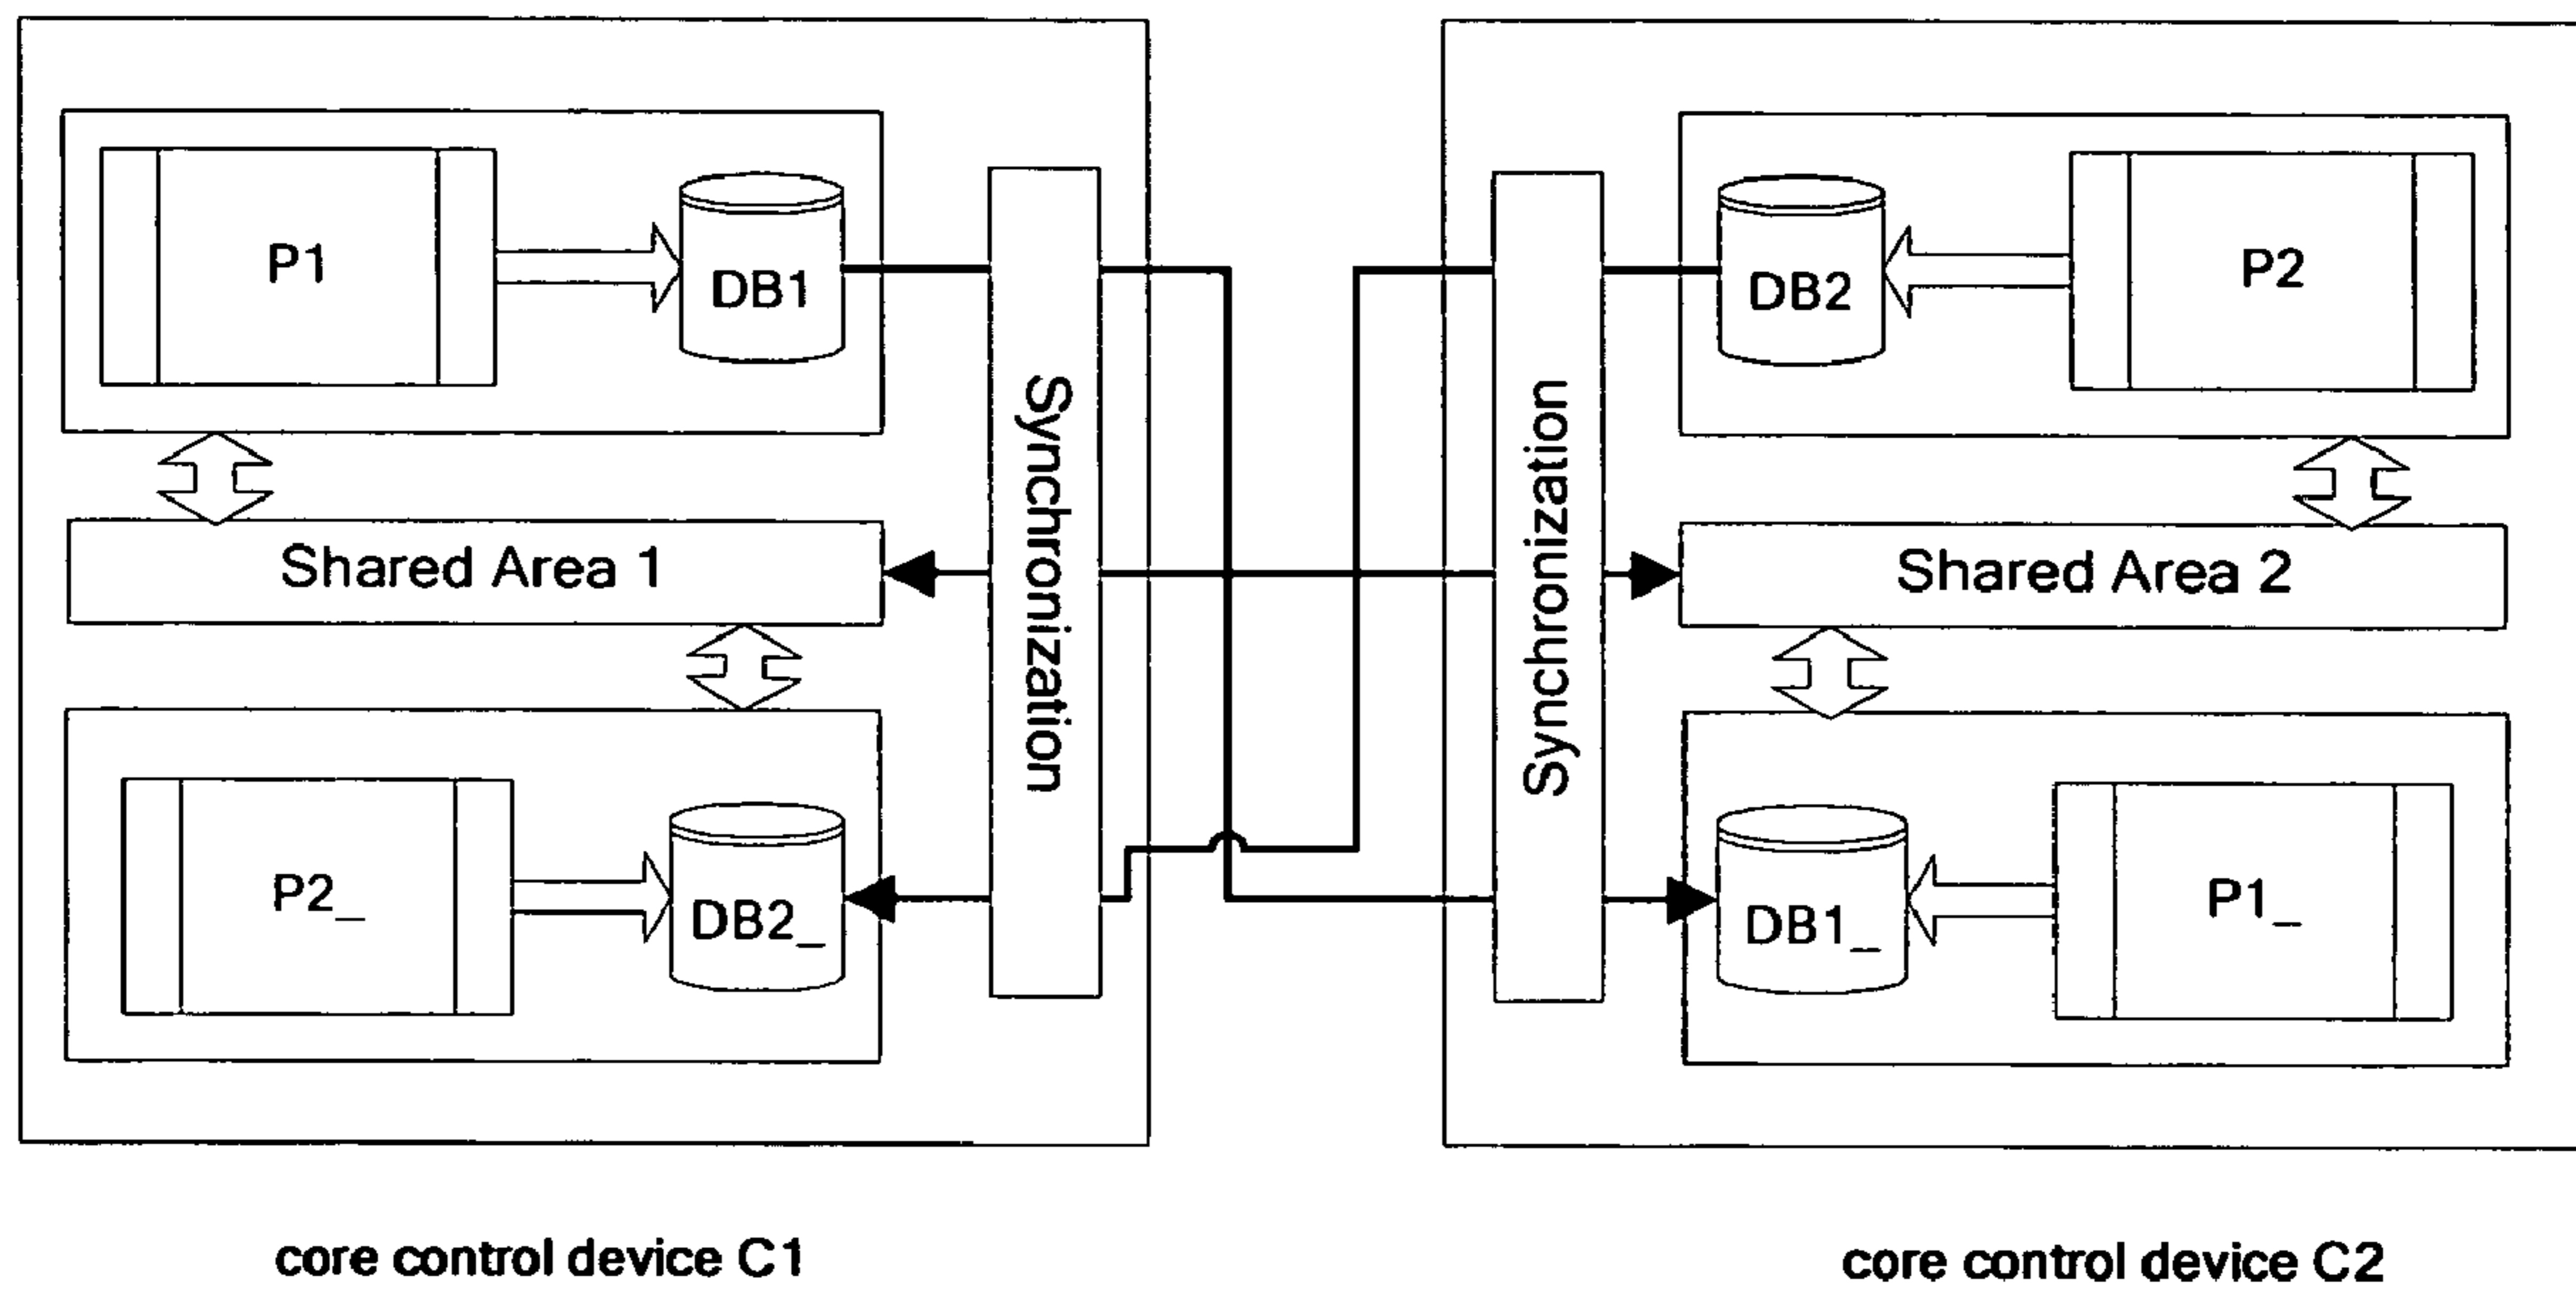 P1
DB1
Synchronization
Shared Area 1
P2_
DB2_
Synchronization
DB2
P2
Shared Area 2
DB1_
P1_
core control device C1
core control device C2